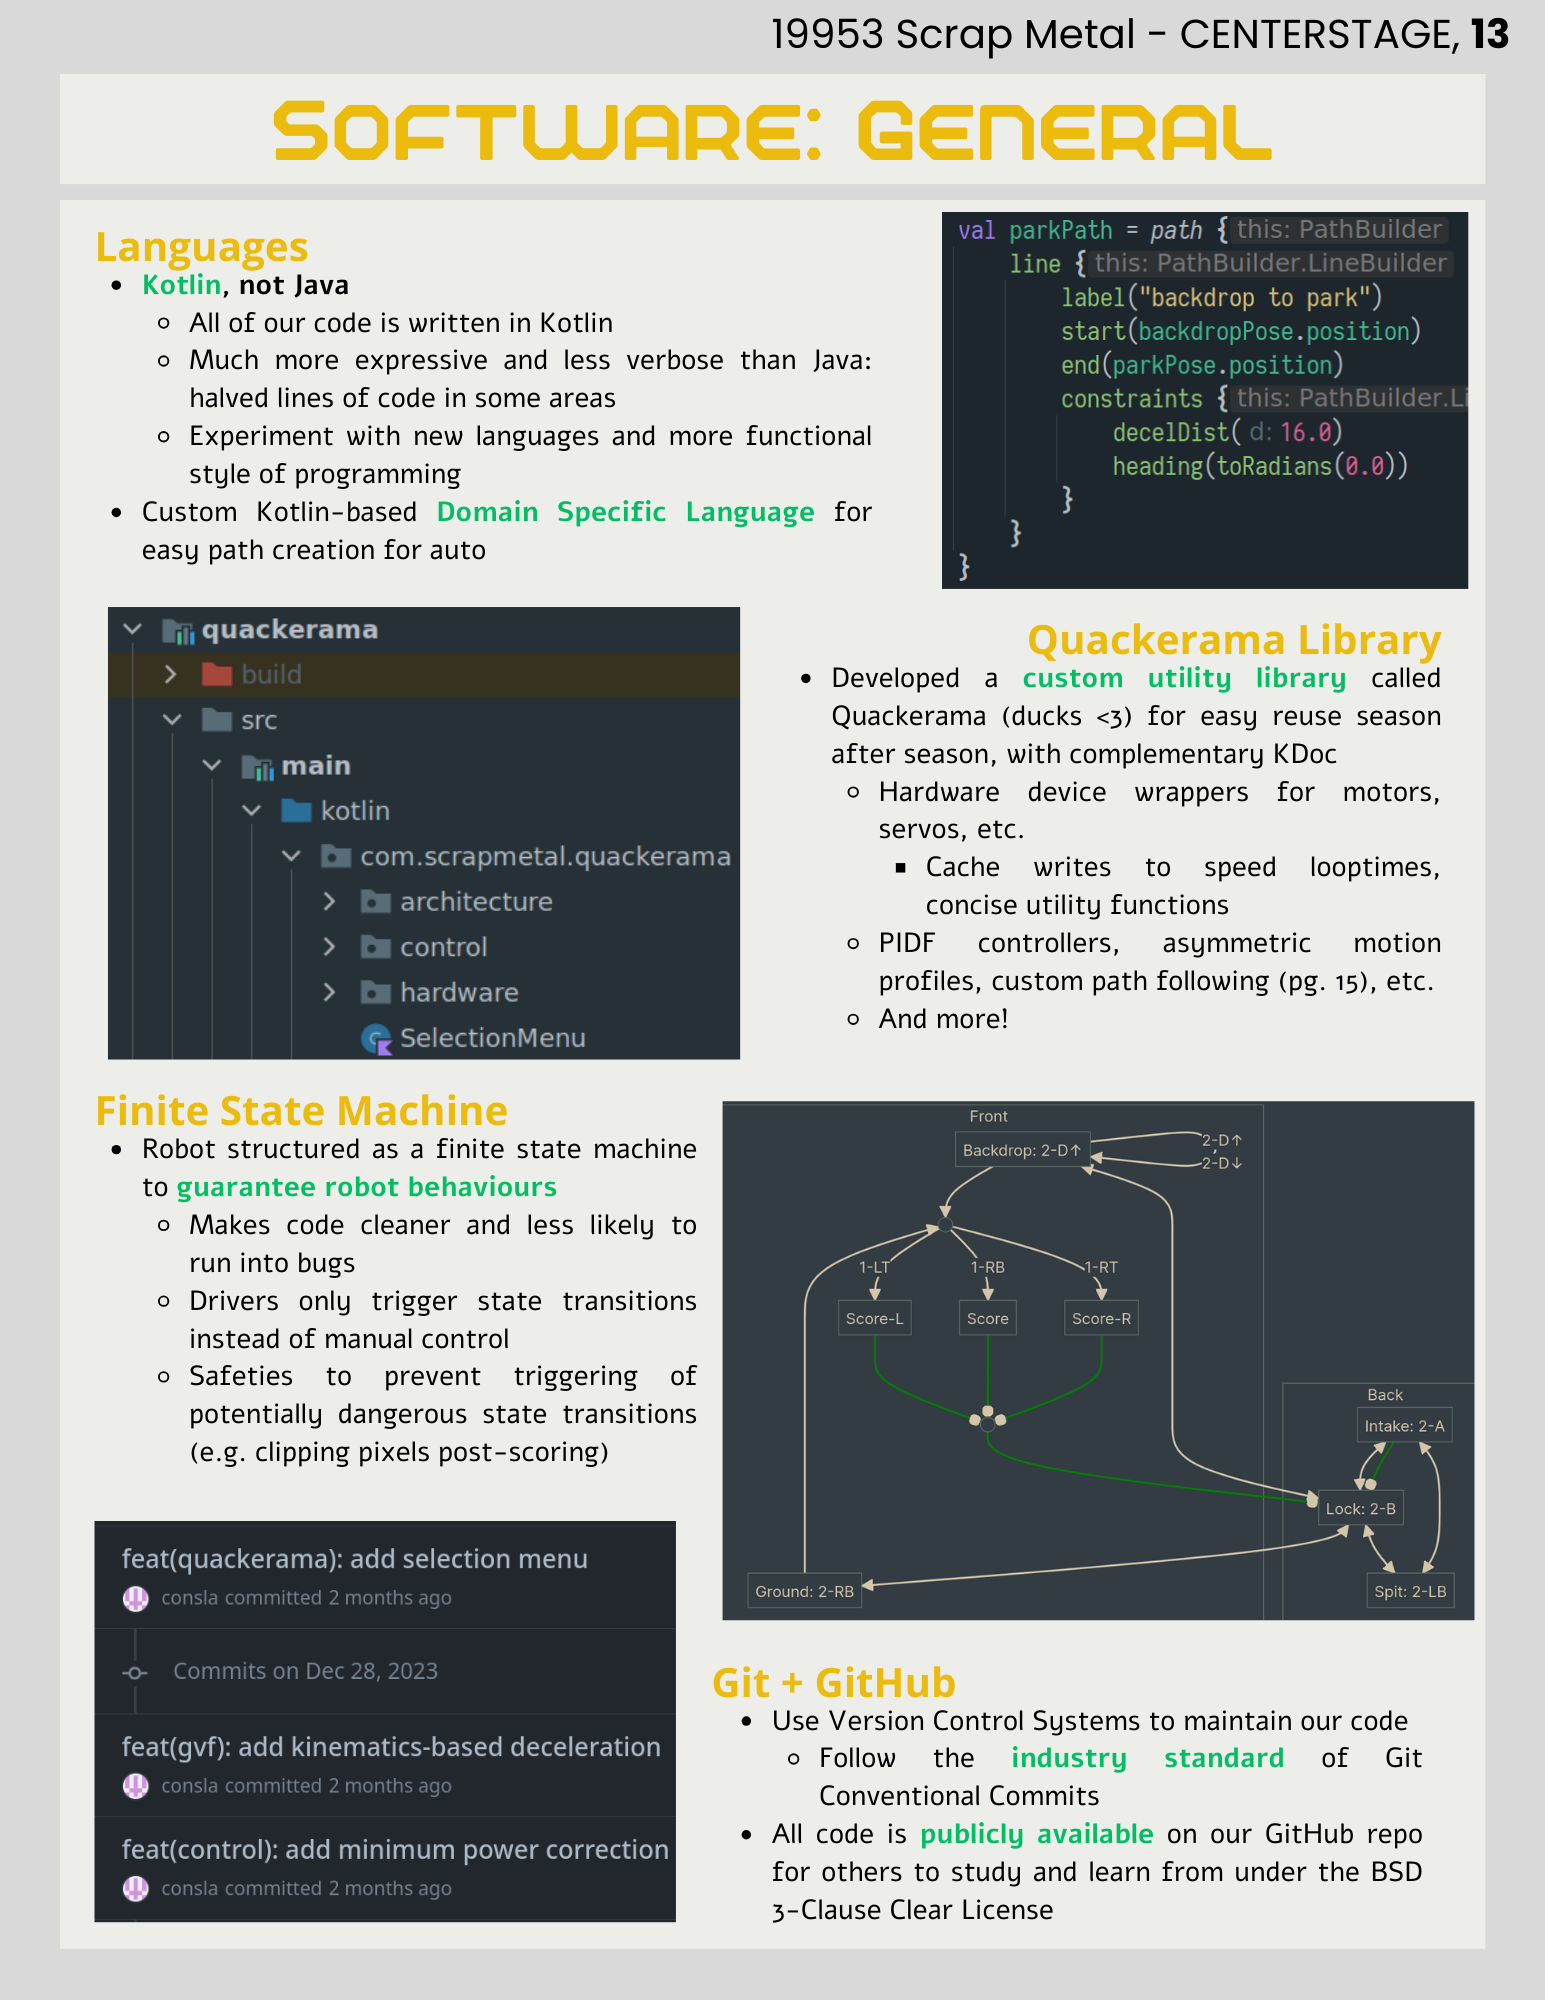 19953 Scrap Metal - CENTERSTAGE, 13
SOFTWARE: GENERAL
Languages
• Kotlin, not Java
◦ All of our code is written in Kotlin
◦ Much more expressive and less verbose than Java:
halved lines of code in some areas
◦ Experiment with new languages and more functional
style of programming
• Custom Kotlin-based Domain Specific Language for
easy path creation for auto
val parkPath = path { this: PathBuilder
line { this: PathBuilder.LineBuilder
label("backdrop to park")
start(backdropPose.position)
end(parkPose.position)
constraints { this: PathBuilder.Li
decelDist( d: 16.0)
heading(toRadians(0.0))
}
}
}
quackerama
build
src
main
kotlin
com.scrapmetal.quackerama
architecture
control
hardware
SelectionMenu
Quackerama Library
• Developed a custom utility library called
Quackerama (ducks <3) for easy reuse season
after season, with complementary KDoc
◦ Hardware device wrappers for motors,
servos, etc.
▪ Cache writes to speed looptimes,
concise utility functions
◦ PIDF controllers, asymmetric motion
profiles, custom path following (pg. 15), etc.
◦ And more!
Finite State Machine
• Robot structured as a finite state machine
to guarantee robot behaviours
◦ Makes code cleaner and less likely to
run into bugs
◦ Drivers only trigger state transitions
instead of manual control
◦ Safeties to prevent triggering of
potentially dangerous state transitions
(e.g. clipping pixels post-scoring)
Front
Backdrop: 2-D↑
2-D↑
,
2-D↓
1-LT
1-RB
1-RT
Score-L
Score
Score-R
Back
Intake: 2-A
Lock: 2-B
Ground: 2-RB
Spit: 2-LB
feat(quackerama): add selection menu
consla committed 2 months ago
Commits on Dec 28, 2023
feat(gvf): add kinematics-based deceleration
consla committed 2 months ago
feat(control): add minimum power correction
consla committed 2 months ago
Git + GitHub
• Use Version Control Systems to maintain our code
◦ Follow the industry standard of Git
Conventional Commits
• All code is publicly available on our GitHub repo
for others to study and learn from under the BSD
3-Clause Clear License